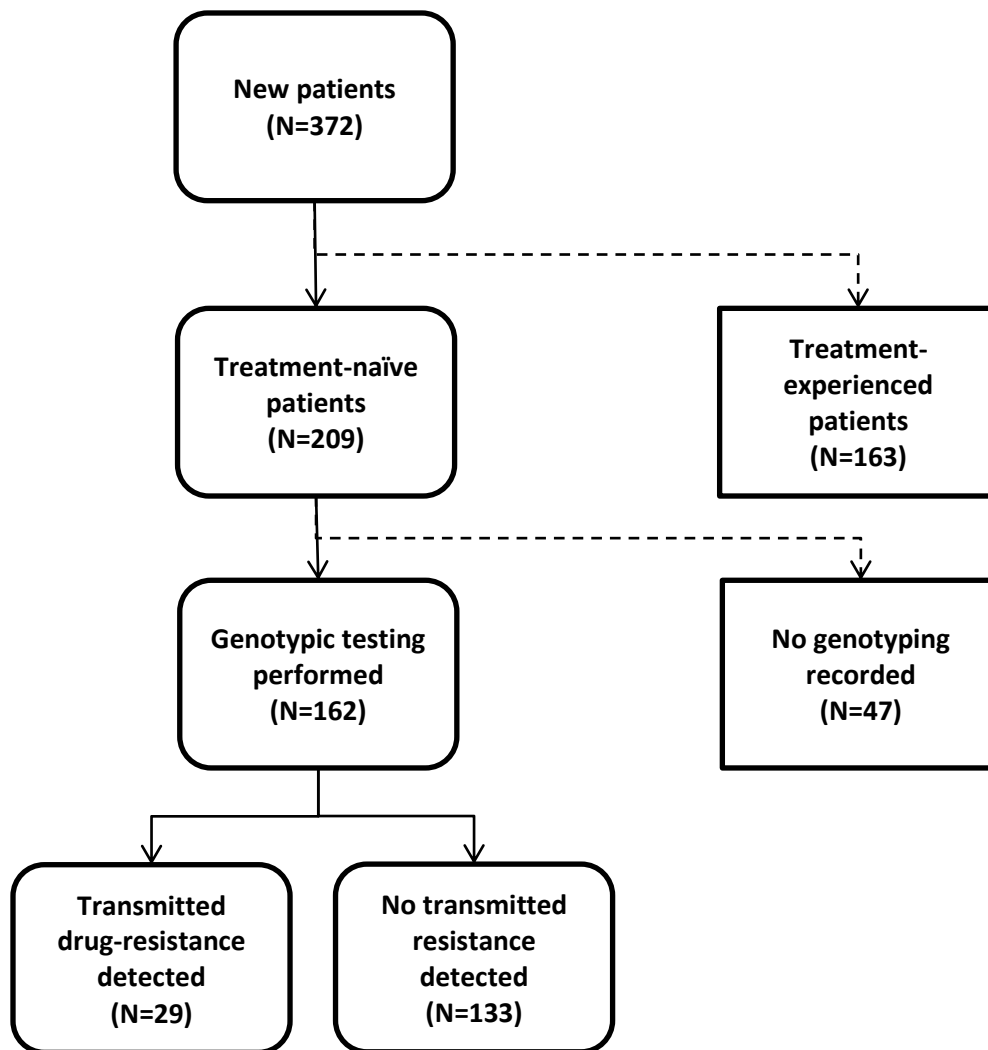 New patients
(N=372)
Treatment-naïve
patients
(N=209)
Treatment-
experienced
patients
(N=163)
Genotypic testing
performed
(N=162)
No genotyping
recorded
(N=47)
Transmitted
drug-resistance
detected
(N=29)
No transmitted
resistance
detected
(N=133)